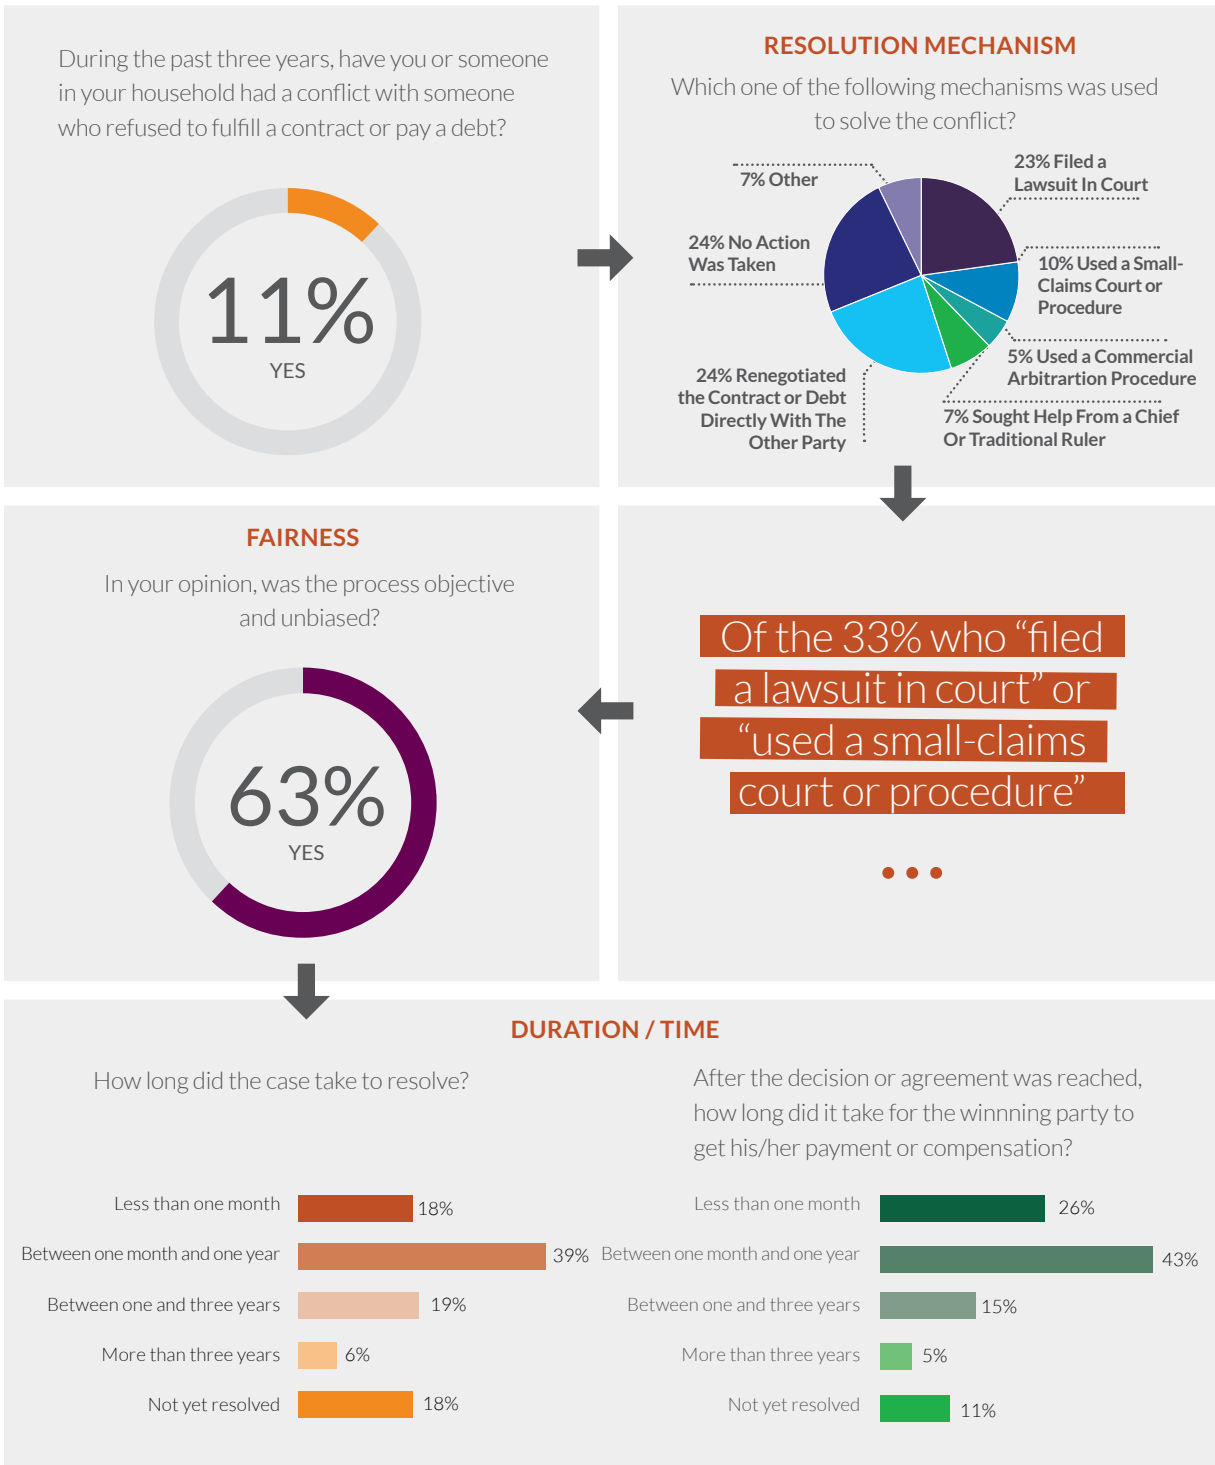 During the past three years, have you or someone
in your household had a conflict with someone
who refused to fulfill a contract or pay a debt?
11%
YES
RESOLUTION MECHANISM
Which one of the following mechanisms was used
to solve the conflict?
7% Other
23% Filed a
Lawsuit In Court
24% No Action
Was Taken
10% Used a Small-
Claims Court or
Procedure
5% Used a Commercial
Arbitrartion Procedure
24% Renegotiated
the Contract or Debt
Directly With The
Other Party
7% Sought Help From a Chief
Or Traditional Ruler
FAIRNESS
In your opinion, was the process objective
and unbiased?
63%
YES
Of the 33% who “filed
a lawsuit in court” or
“used a small-claims
court or procedure”
•••
DURATION / TIME
How long did the case take to resolve?
Less than one month 18%
Between one month and one year 39%
Between one and three years 19%
More than three years 6%
Not yet resolved 18%
After the decision or agreement was reached,
how long did it take for the winnning party to
get his/her payment or compensation?
Less than one month 26%
Between one month and one year 43%
Between one and three years 15%
More than three years 5%
Not yet resolved 11%